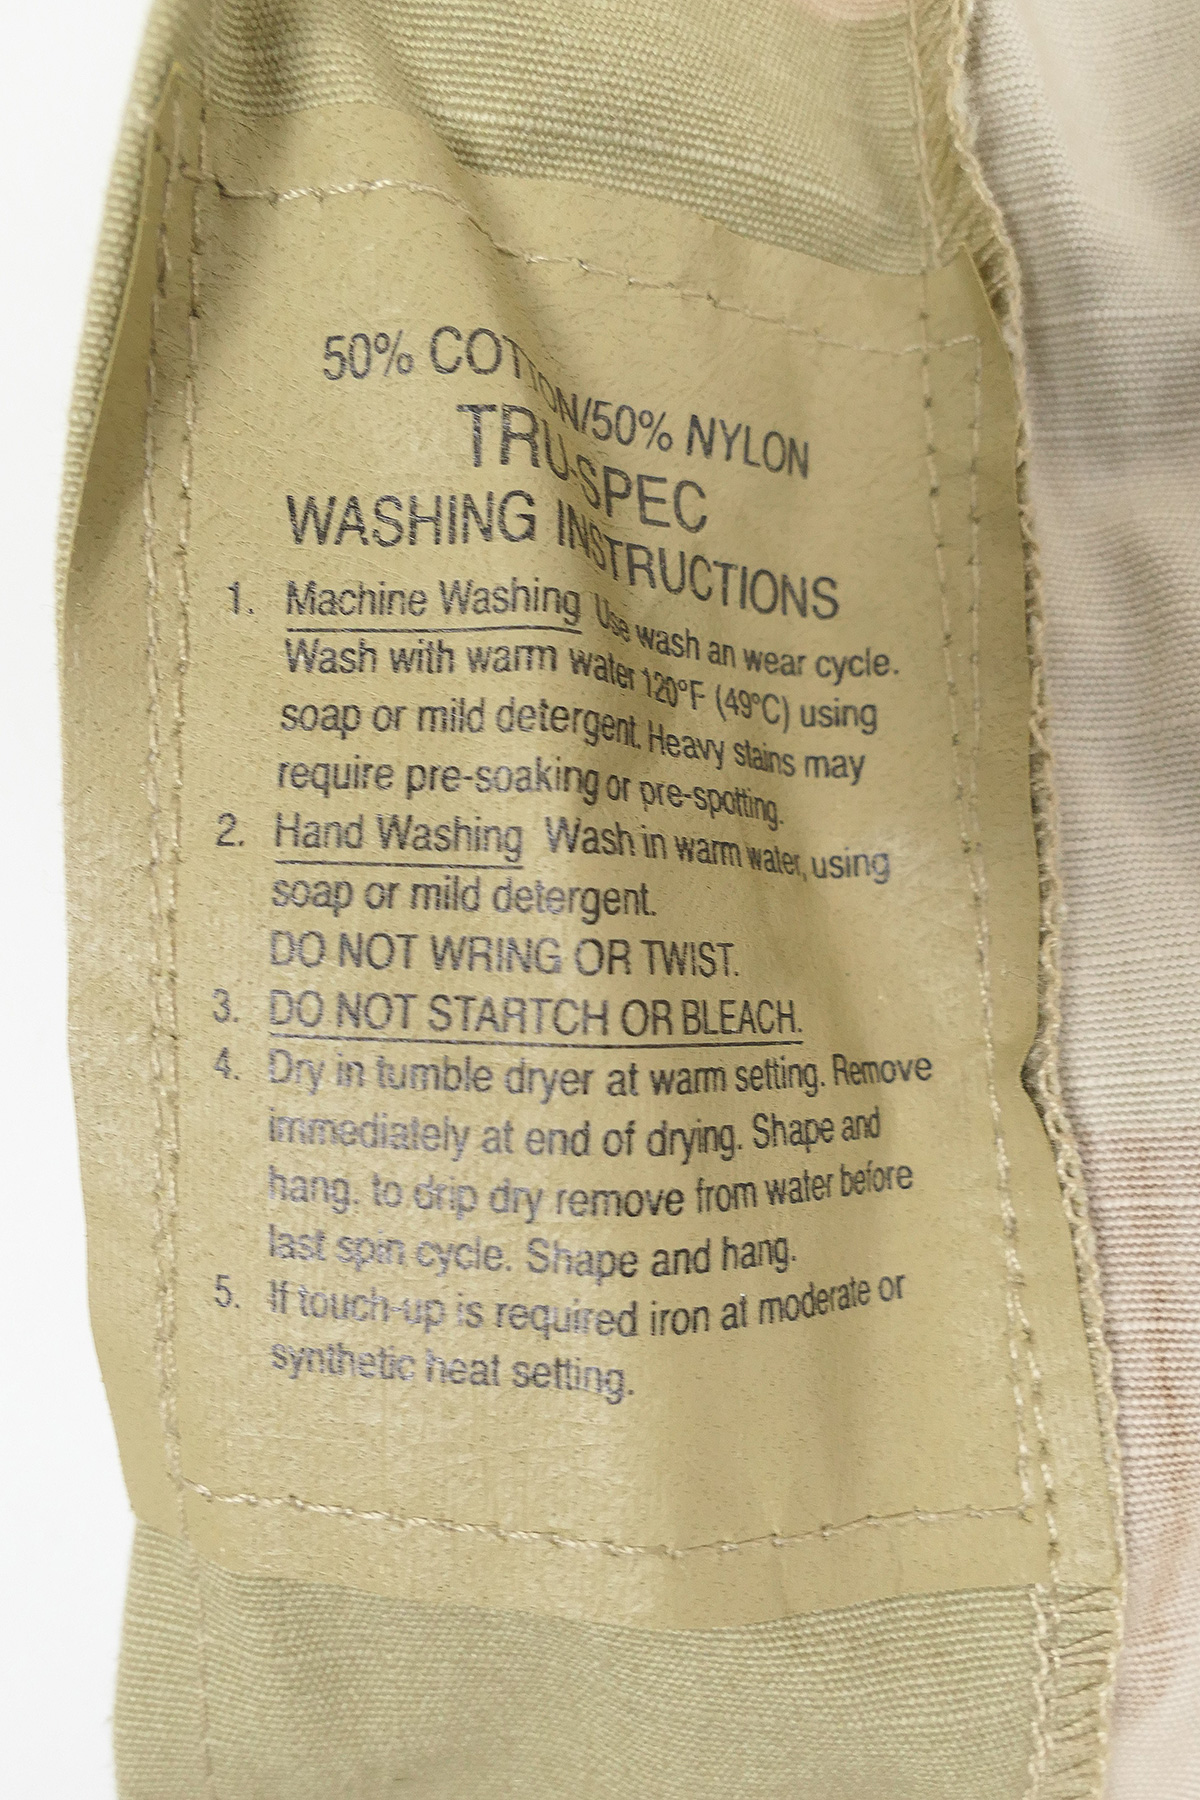 50% COTTON/50% NYLON
TRU-SPEC
WASHING INSTRUCTIONS
1. Machine Washing Use wash an wear cycle.
Wash with warm water 120°F (49°C) using
soap or mild detergent. Heavy stains may
require pre-soaking or pre-spotting.
2. Hand Washing Wash in warm water, using
soap or mild detergent.
DO NOT WRING OR TWIST.
3. DO NOT STARTCH OR BLEACH.
4. Dry in tumble dryer at warm setting. Remove
immediately at end of drying. Shape and
hang. to drip dry remove from water before
last spin cycle. Shape and hang.
5. If touch-up is required iron at moderate or
synthetic heat setting.